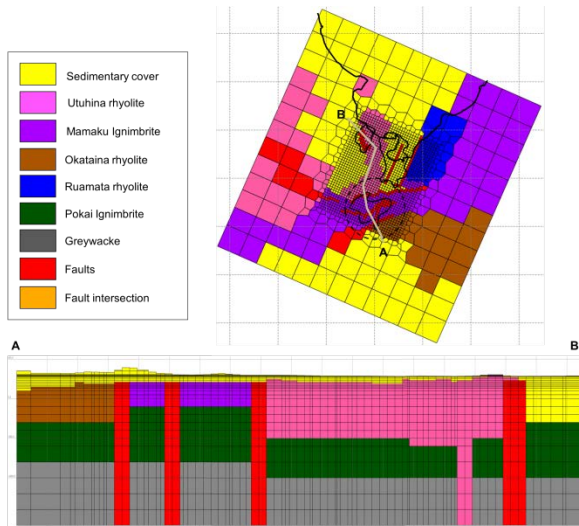 Sedimentary cover
Utuhina rhyolite
Mamaku Ignimbrite
Okataina rhyolite
Ruamata rhyolite
Pokai Ignimbrite
Greywacke
Faults
Fault intersection
B
A
A
B